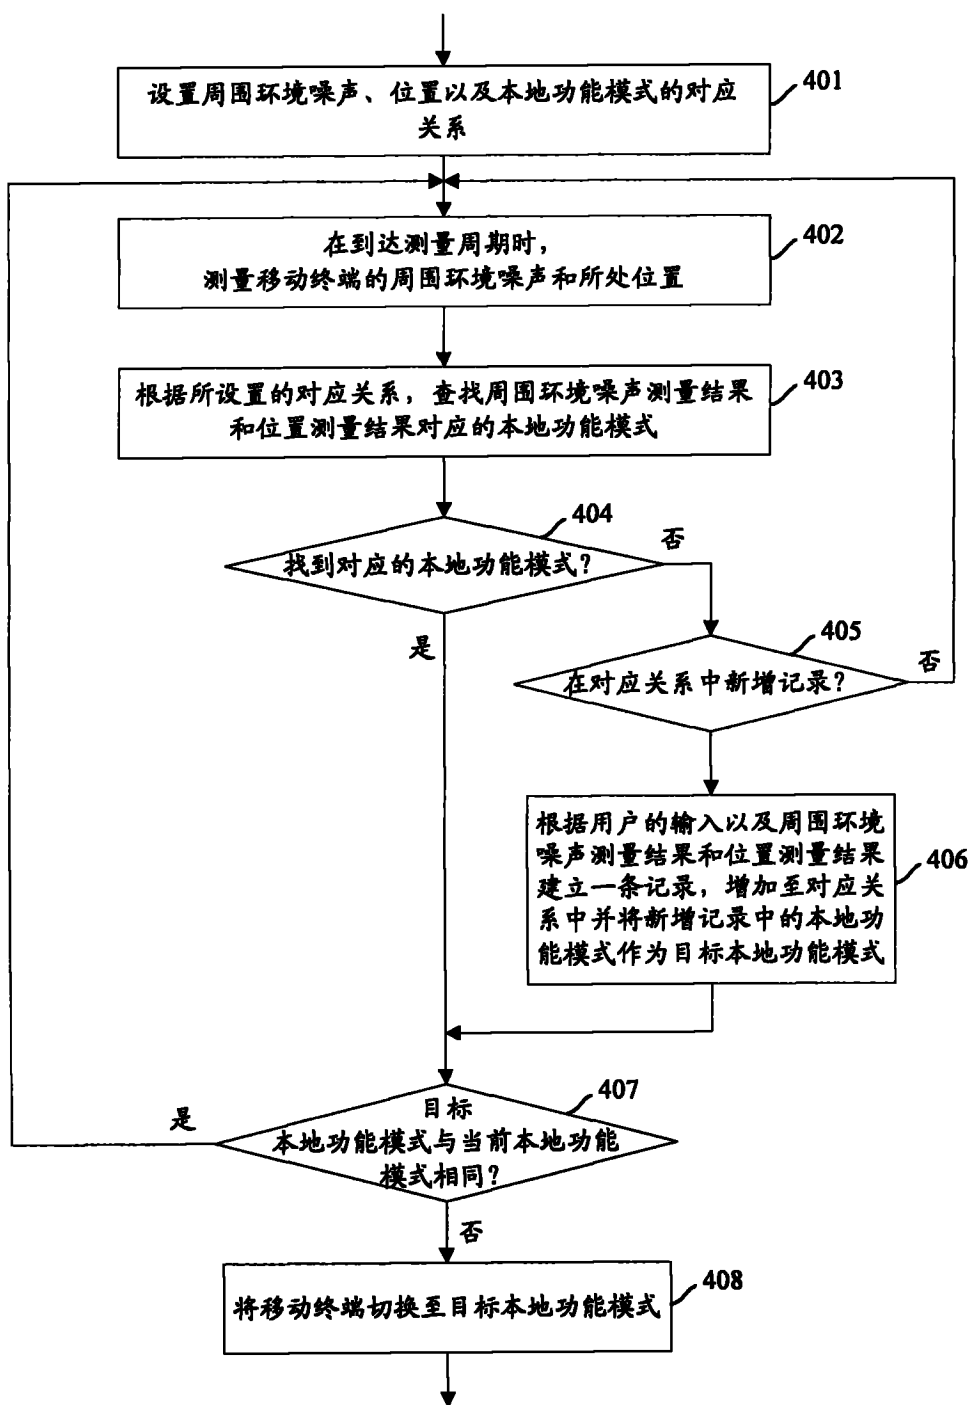 设置周围环境噪声、位置以及本地功能模式的对应
关系
401
在到达测量周期时，
测量移动终端的周围环境噪声和所处位置
402
根据所设置的对应关系，查找周围环境噪声测量结果
和位置测量结果对应的本地功能模式
403
找到对应的本地功能模式？
404
否
是
在对应关系中新增记录？
405
否
根据用户的输入以及周围环境
噪声测量结果和位置测量结果
建立一条记录，增加至对应关
系中并将新增记录中的本地功
能模式作为目标本地功能模式
406
目标
本地功能模式与当前本地功能
模式相同？
407
是
否
将移动终端切换至目标本地功能模式
408